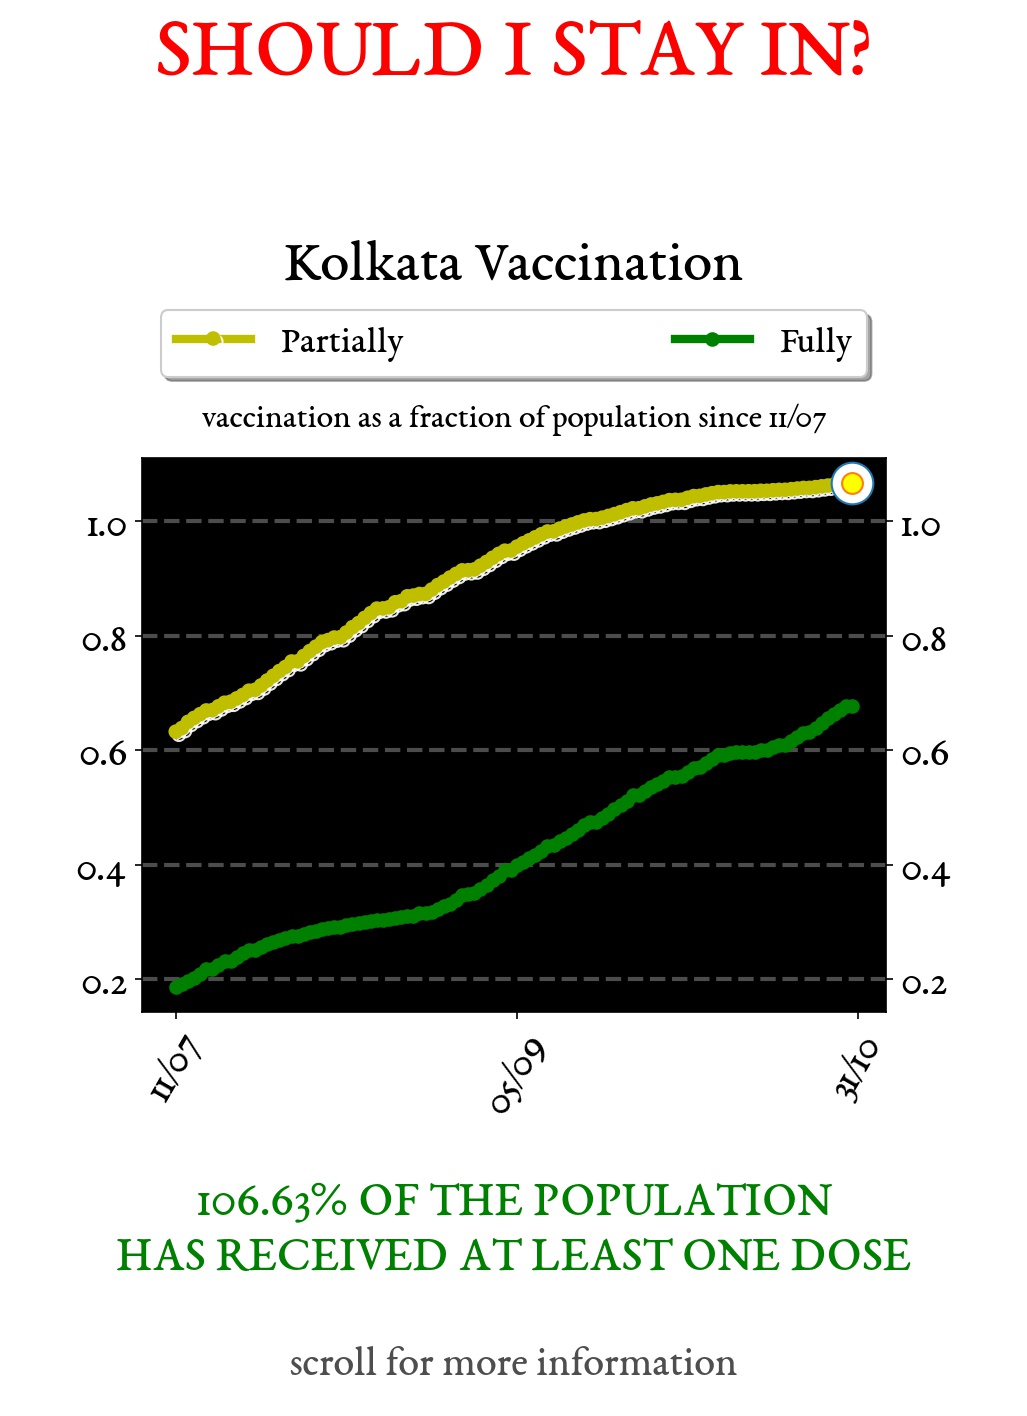 SHOULD I STAY IN?
Kolkata Vaccination
Partially Fully
vaccination as a fraction of population since 11/07
1.0 1.0
0.8 0.8
0.6 0.6
0.4 0.4
0.2 0.2
11/07 05/09 31/10
106.63% OF THE POPULATION
HAS RECEIVED AT LEAST ONE DOSE
scroll for more information